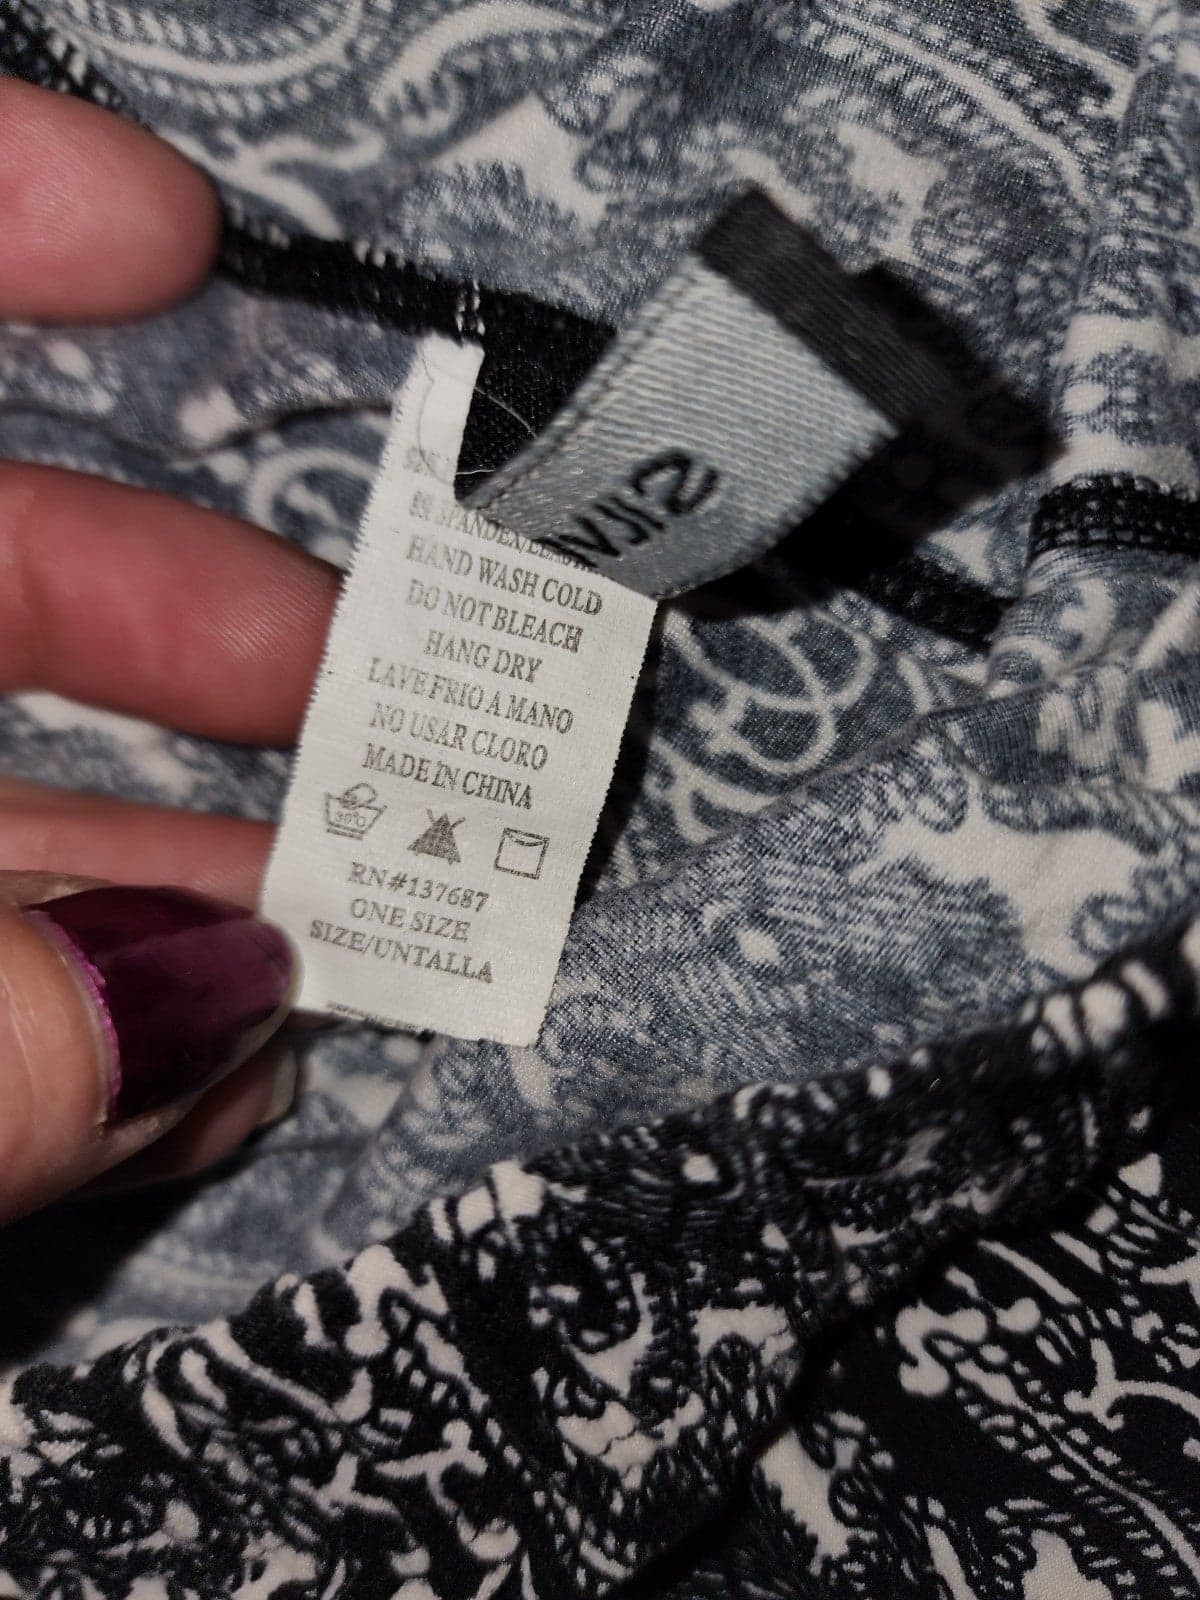 HAND WASH COLD
DO NOT BLEACH
HANG DRY
LAVE FRIO A MANO
NO USAR CLORO
MADE IN CHINA
30°C
RN#137687
ONE SIZE
SIZE/UNTALLA